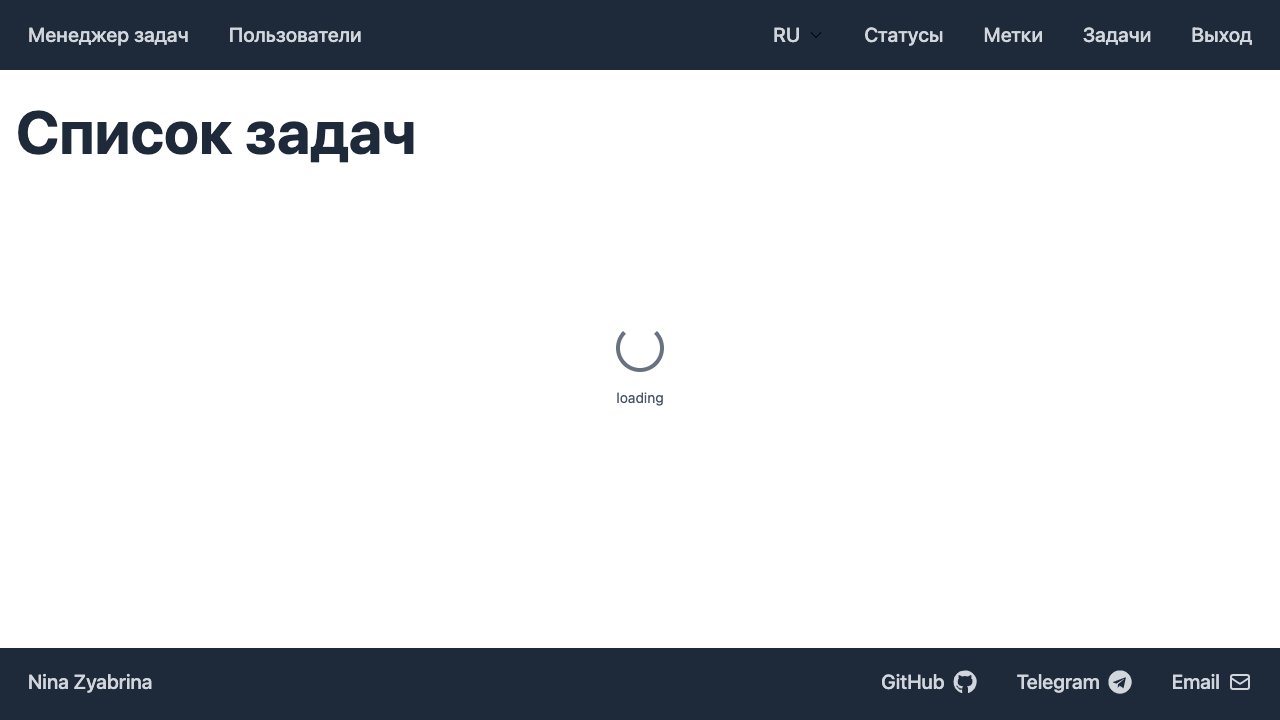 Менеджер задач Пользователи RU Статусы Метки Задачи Выход
Список задач
loading
Nina Zyabrina GitHub Telegram Email